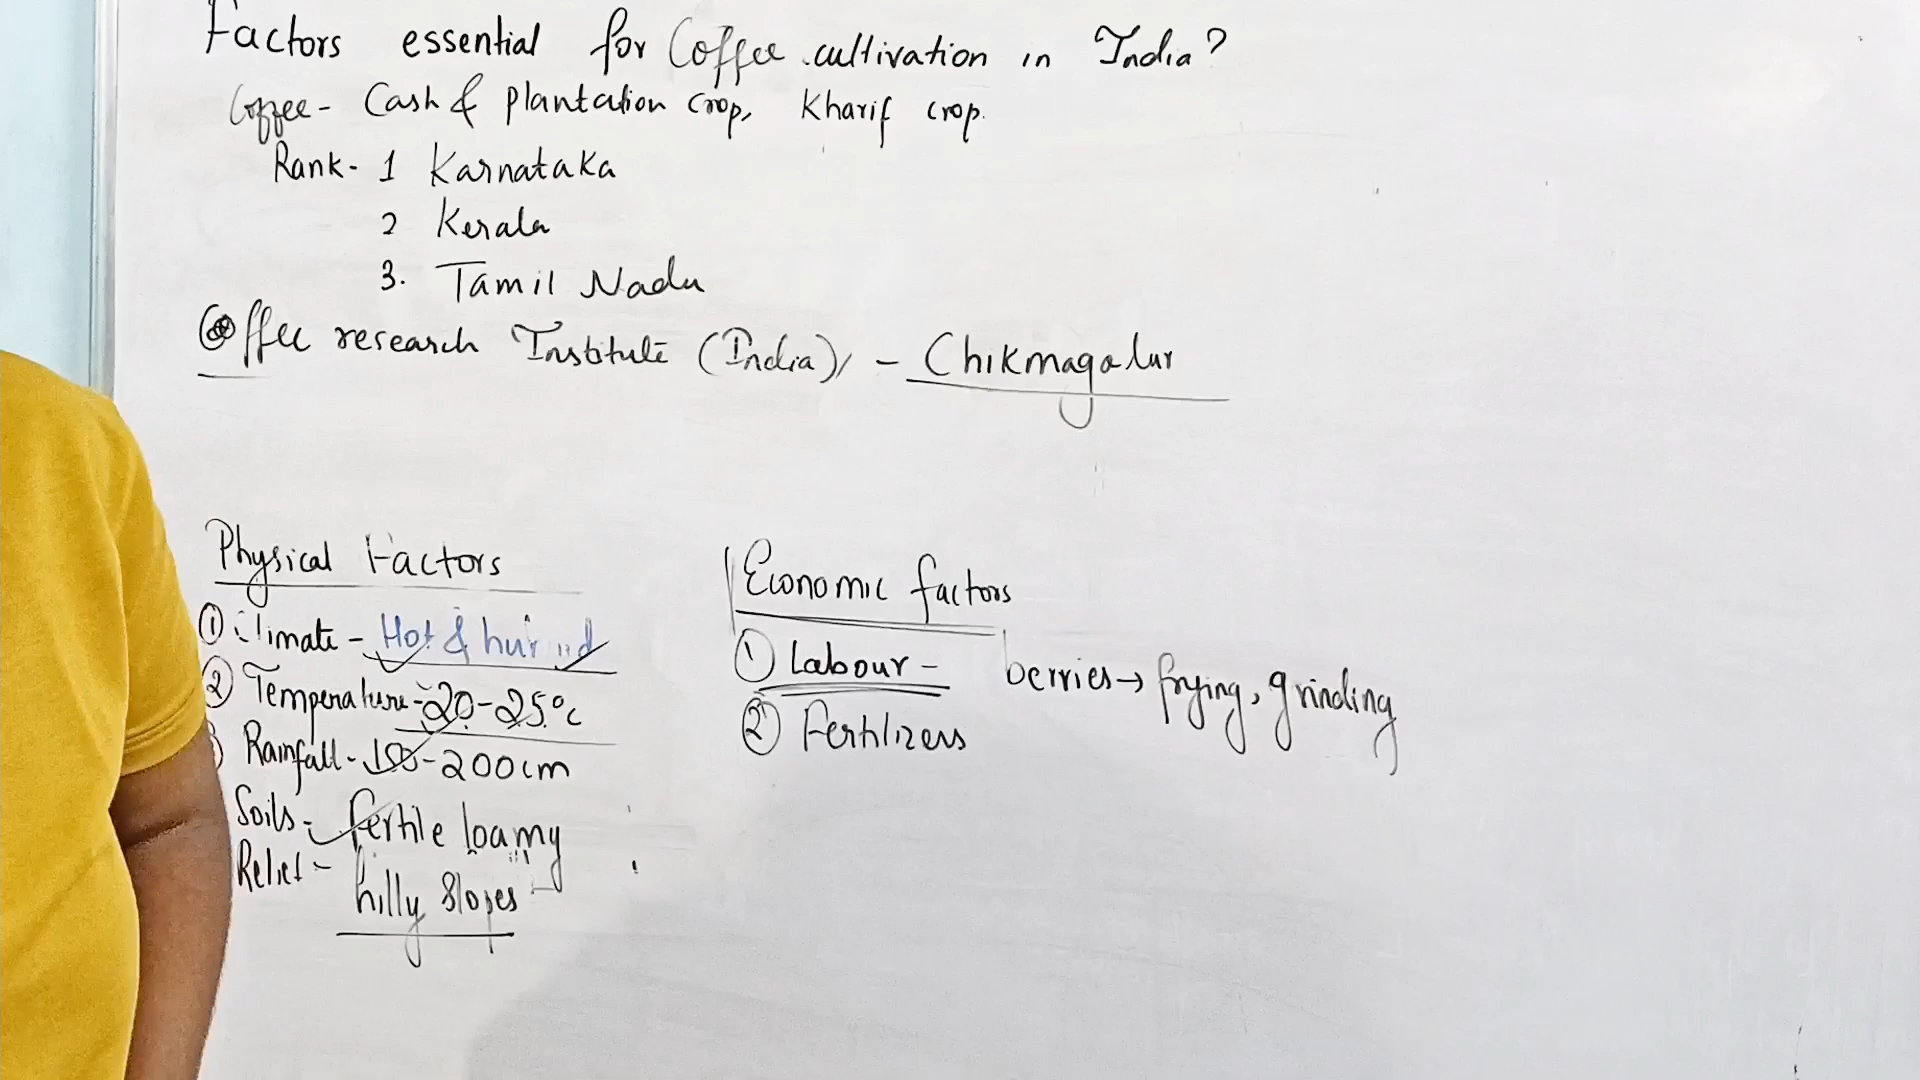 Factors essential for Coffee cultivation in India?
Coffee - Cash & plantation crop, Kharif crop.
Rank - 1 Karnataka
2 Kerala
3. Tamil Nadu
Coffee research Institute (India), - Chikmagalur
Physical Factors
① Climate - Hot & humid
② Temperature - 20-25°c
Rainfall - 150-200cm
Soils - fertile loamy
Relief - hilly slopes
Economic factors
① Labour - berries → frying, grinding
② Fertilizers